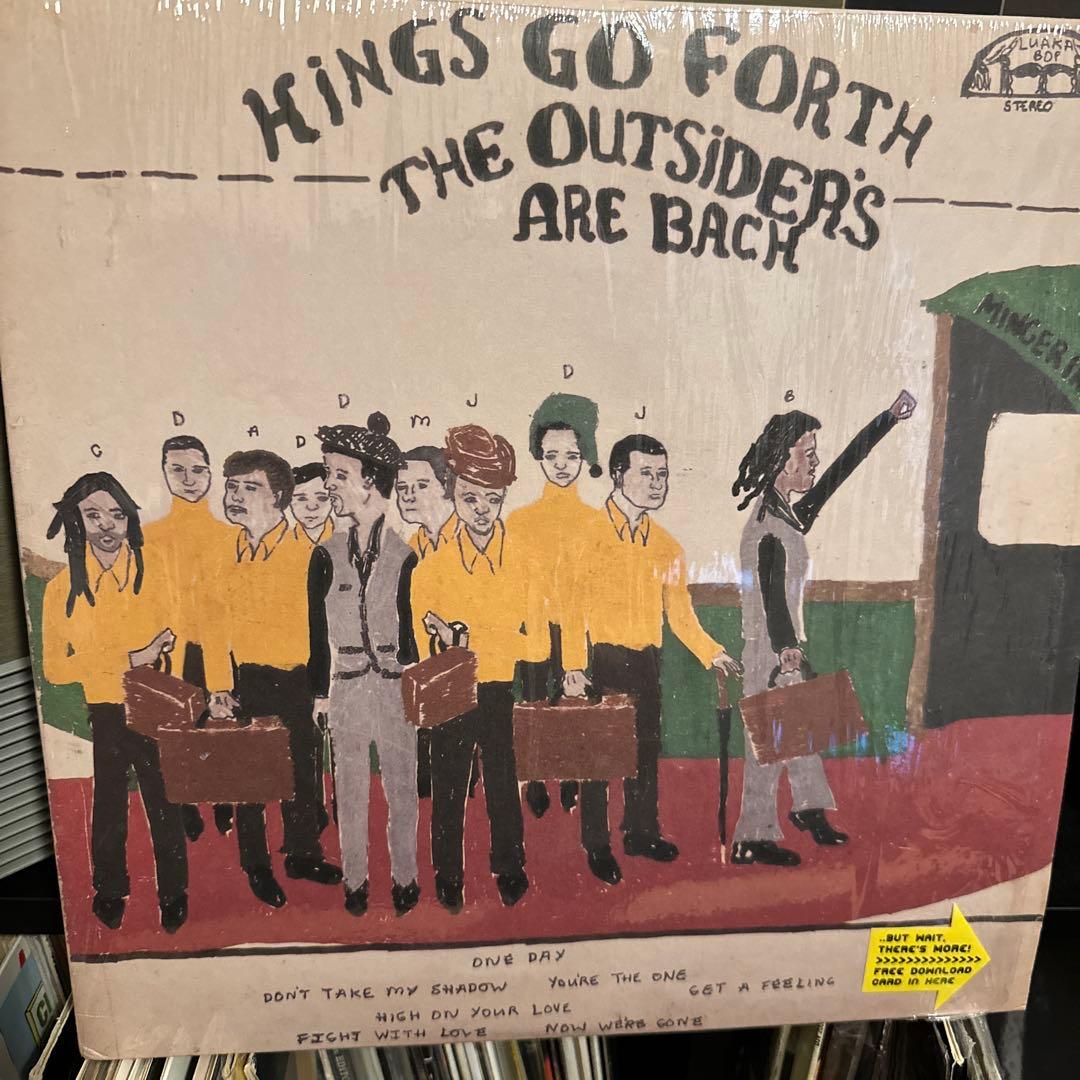 KiNGS GO FORTH
THE OUTSiDER'S
ARE BACK
LUAKA
BOP
STEREO
MINGER
C
D
A
D
D
M
J
D
J
B
ONE DAY
DON'T TAKE MY SHADOW
YOU'RE THE ONE
GET A FEELING
HIGH ON YOUR LOVE
FIGHT WITH LOVE
NOW WE'RE GONE
..BUT WAIT,
THERE'S MORE!
>>>>>>>>>>>>>>
FREE DOWNLOAD
CARD IN HERE